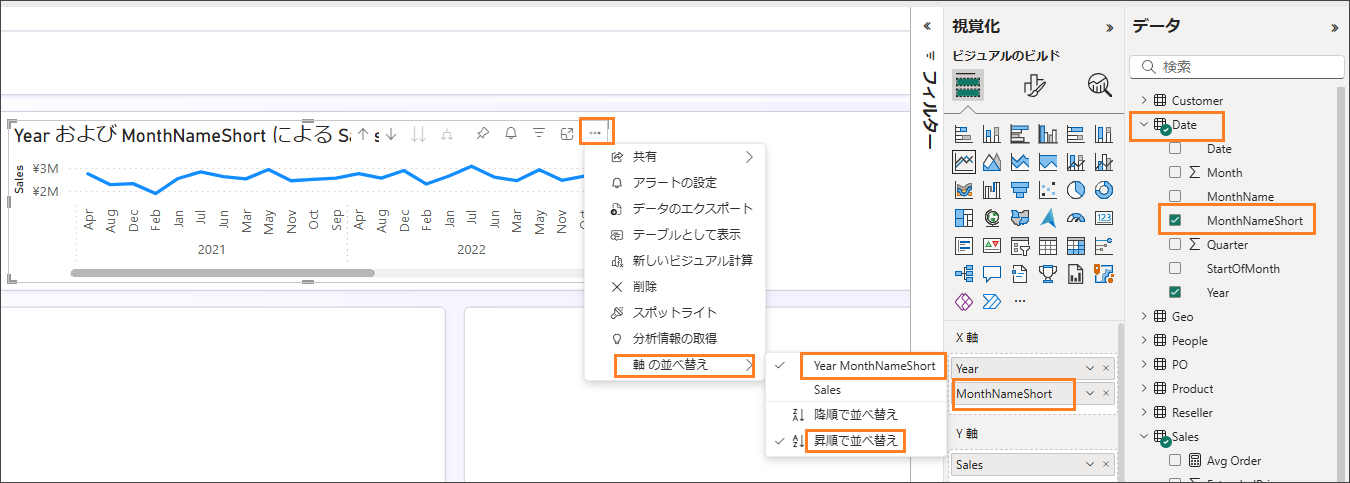 Year および MonthNameShort による Sa s
Sales
¥3M
¥2M
Apr
Aug
Dec
Feb
Jan
Jul
Jun
Mar
May
Nov
Oct
Sep
Apr
Aug
Dec
Feb
Jan
Jul
Jun
Mar
May
Nov
2021
2022
共有
アラートの設定
データのエクスポート
テーブルとして表示
新しいビジュアル計算
削除
スポットライト
分析情報の取得
軸 の並べ替え
Year MonthNameShort
Sales
降順で並べ替え
昇順で並べ替え
フィルター
視覚化
ビジュアルのビルド
123
X 軸
Year
MonthNameShort
Y 軸
Sales
データ
検索
Customer
Date
Date
Month
MonthName
MonthNameShort
Quarter
StartOfMonth
Year
Geo
People
PO
Product
Reseller
Sales
Avg Order